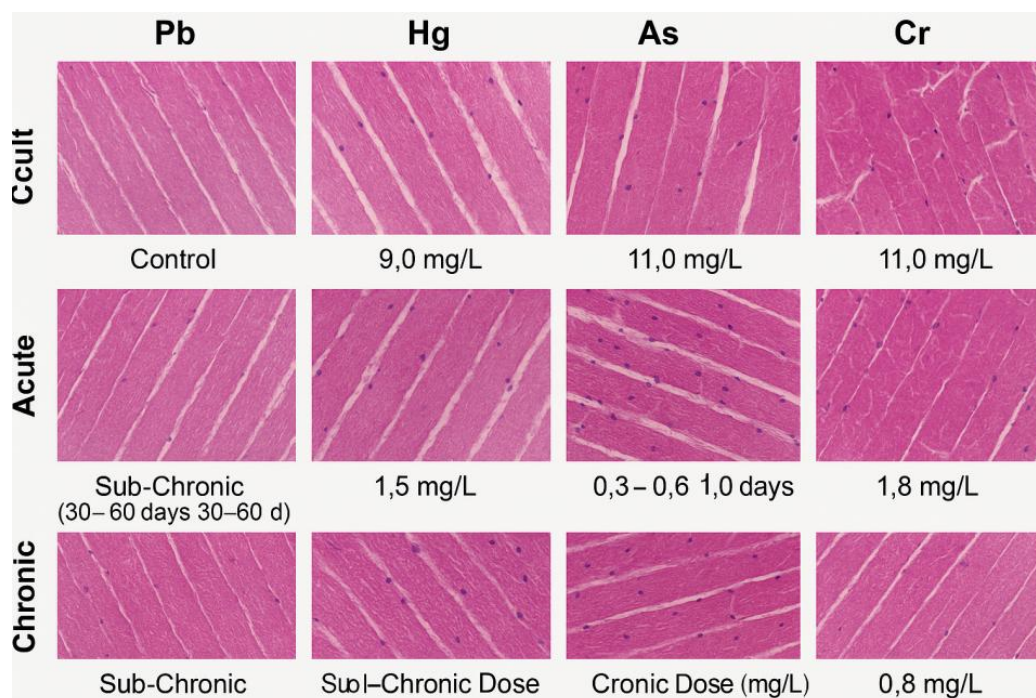 Pb Hg As Cr
Ccult
Control 9,0 mg/L 11,0 mg/L 11,0 mg/L
Acute
Sub-Chronic 1,5 mg/L 0,3–0,6 1,0 days 1,8 mg/L
(30–60 days 30–60 d)
Chronic
Sub-Chronic Suol–Chronic Dose Cronic Dose (mg/L) 0,8 mg/L